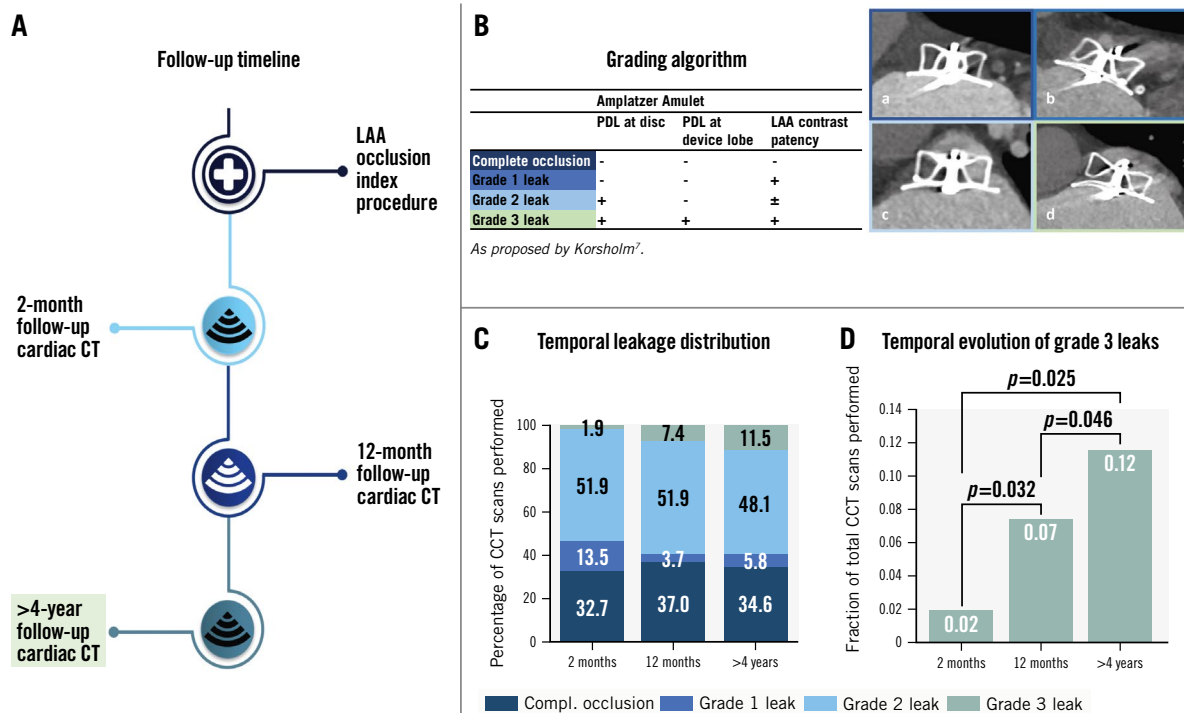 A
Follow-up timeline
LAA
occlusion
index
procedure
2-month
follow-up
cardiac CT
12-month
follow-up
cardiac CT
>4-year
follow-up
cardiac CT
B
Grading algorithm
Amplatzer Amulet
PDL at disc PDL at device lobe LAA contrast patency
Complete occlusion - - -
Grade 1 leak - - +
Grade 2 leak + - ±
Grade 3 leak + + +
As proposed by Korsholm⁷.
a
b
c
d
C Temporal leakage distribution
Percentage of CCT scans performed
100
80
60
40
20
0
1.9 7.4 11.5
51.9 51.9 48.1
13.5 3.7 5.8
32.7 37.0 34.6
2 months 12 months >4 years
D Temporal evolution of grade 3 leaks
Fraction of total CCT scans performed
p=0.025
p=0.046
p=0.032
0.14
0.12
0.10
0.08
0.06
0.04
0.02
0
0.02 0.07 0.12
2 months 12 months >4 years
Compl. occlusion Grade 1 leak Grade 2 leak Grade 3 leak